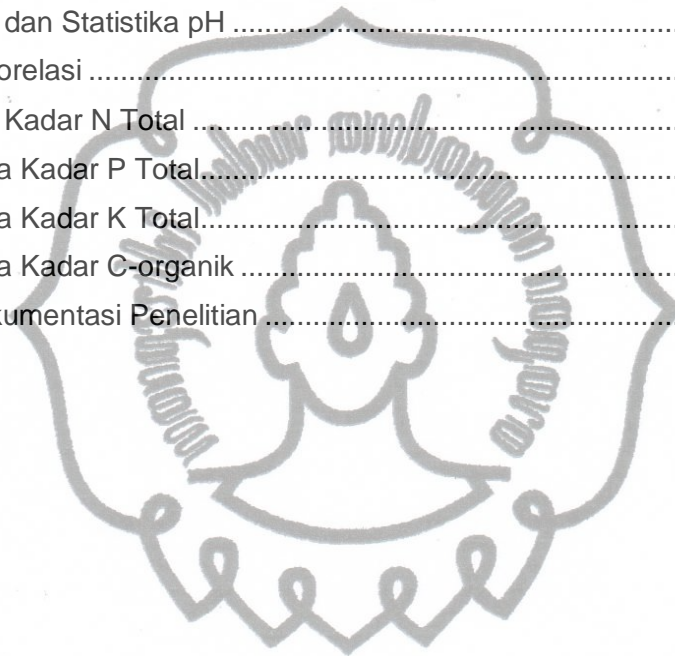 dan Statistika pH ..........................................................
orelasi ..........................................................................
Kadar N Total ................................................................
a Kadar P Total..............................................................
a Kadar K Total..............................................................
a Kadar C-organik .........................................................
kumentasi Penelitian .....................................................